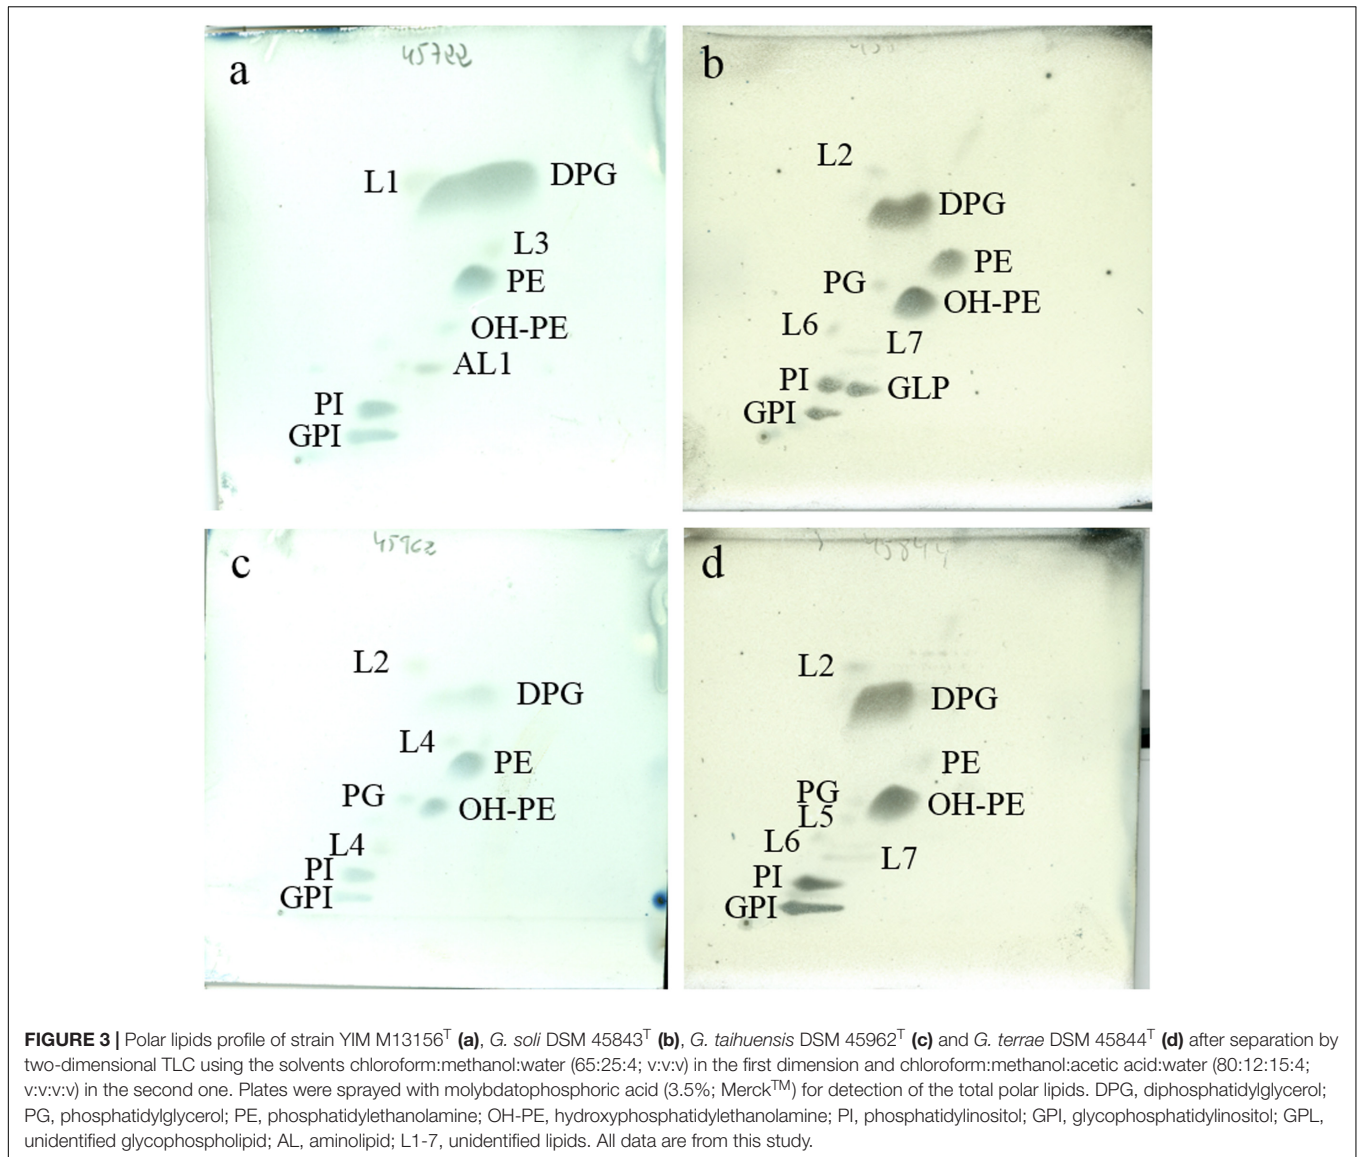 a
45722
L1
DPG
L3
PE
OH-PE
AL1
PI
GPI
b
L2
DPG
PE
PG
OH-PE
L6
L7
PI
GLP
GPI
c
45962
L2
DPG
L4
PE
PG
OH-PE
L4
PI
GPI
d
45844
L2
DPG
PE
PG
OH-PE
L5
L6
L7
PI
GPI
FIGURE 3 | Polar lipids profile of strain YIM M13156ᵀ (a), G. soli DSM 45843ᵀ (b), G. taihuensis DSM 45962ᵀ (c) and G. terrae DSM 45844ᵀ (d) after separation by
two-dimensional TLC using the solvents chloroform:methanol:water (65:25:4; v:v:v) in the first dimension and chloroform:methanol:acetic acid:water (80:12:15:4;
v:v:v:v) in the second one. Plates were sprayed with molybdatophosphoric acid (3.5%; Merck™) for detection of the total polar lipids. DPG, diphosphatidylglycerol;
PG, phosphatidylglycerol; PE, phosphatidylethanolamine; OH-PE, hydroxyphosphatidylethanolamine; PI, phosphatidylinositol; GPI, glycophosphatidylinositol; GPL,
unidentified glycophospholipid; AL, aminolipid; L1-7, unidentified lipids. All data are from this study.